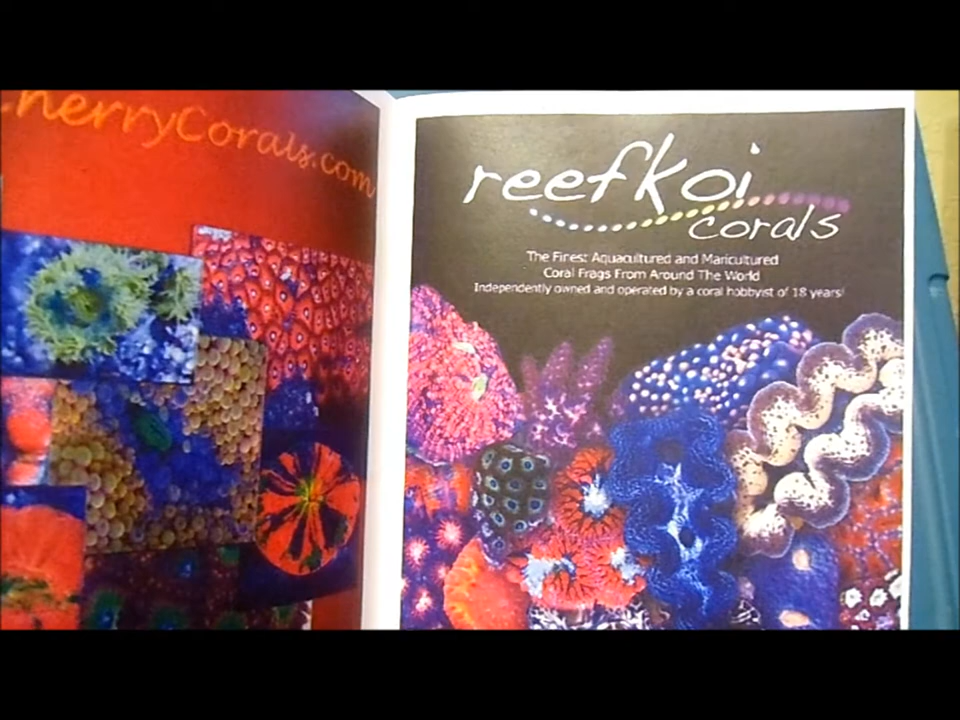 herryCorals.com
reefkoi
corals
The Finest Aquacultured and Maricultured
Coral Frags From Around The World
Independently owned and operated by a coral hobbyist of 18 years!